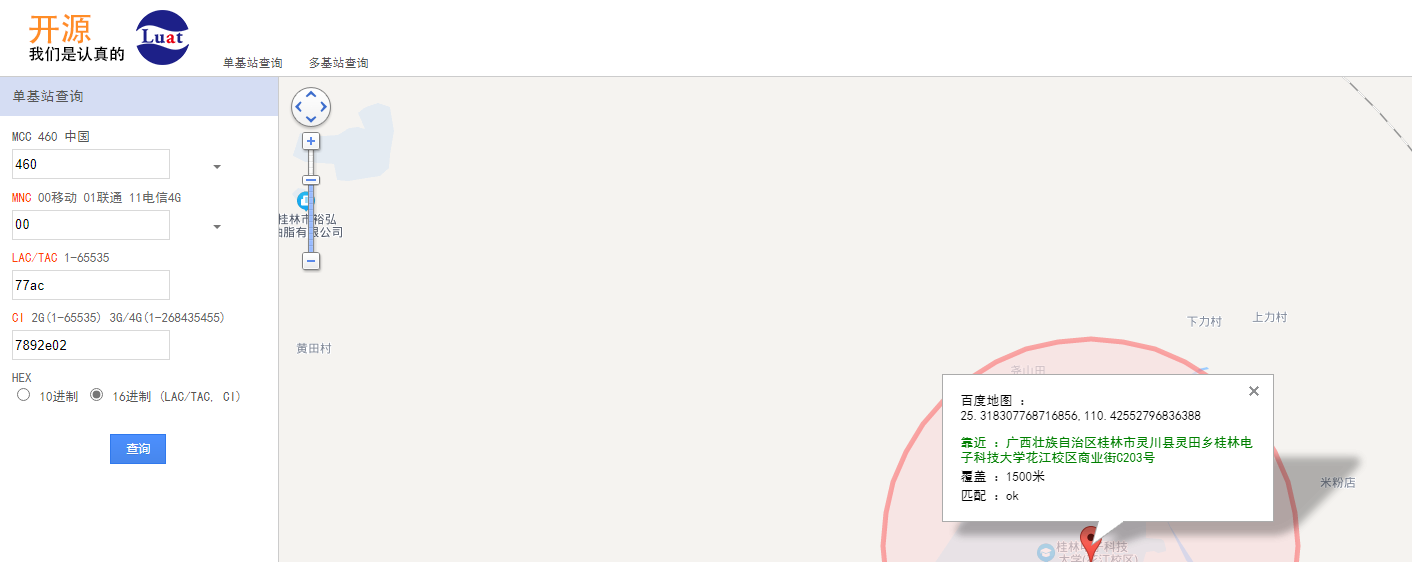 开源
我们是认真的
Luat
单基站查询 多基站查询
单基站查询
MCC 460 中国
460
MNC 00移动 01联通 11电信4G
00
LAC/TAC 1-65535
77ac
CI 2G(1-65535) 3G/4G(1-268435455)
7892e02
HEX
10进制 16进制 (LAC/TAC, CI)
查询
桂林市裕弘
油脂有限公司
黄田村
下力村
上力村
尧山田
百度地图 :
25.318307768716856,110.42552796836388
靠近 : 广西壮族自治区桂林市灵川县灵田乡桂林电
子科技大学花江校区商业街C203号
覆盖 : 1500米
匹配 : ok
米粉店
桂林电子科技
大学(花江校区)